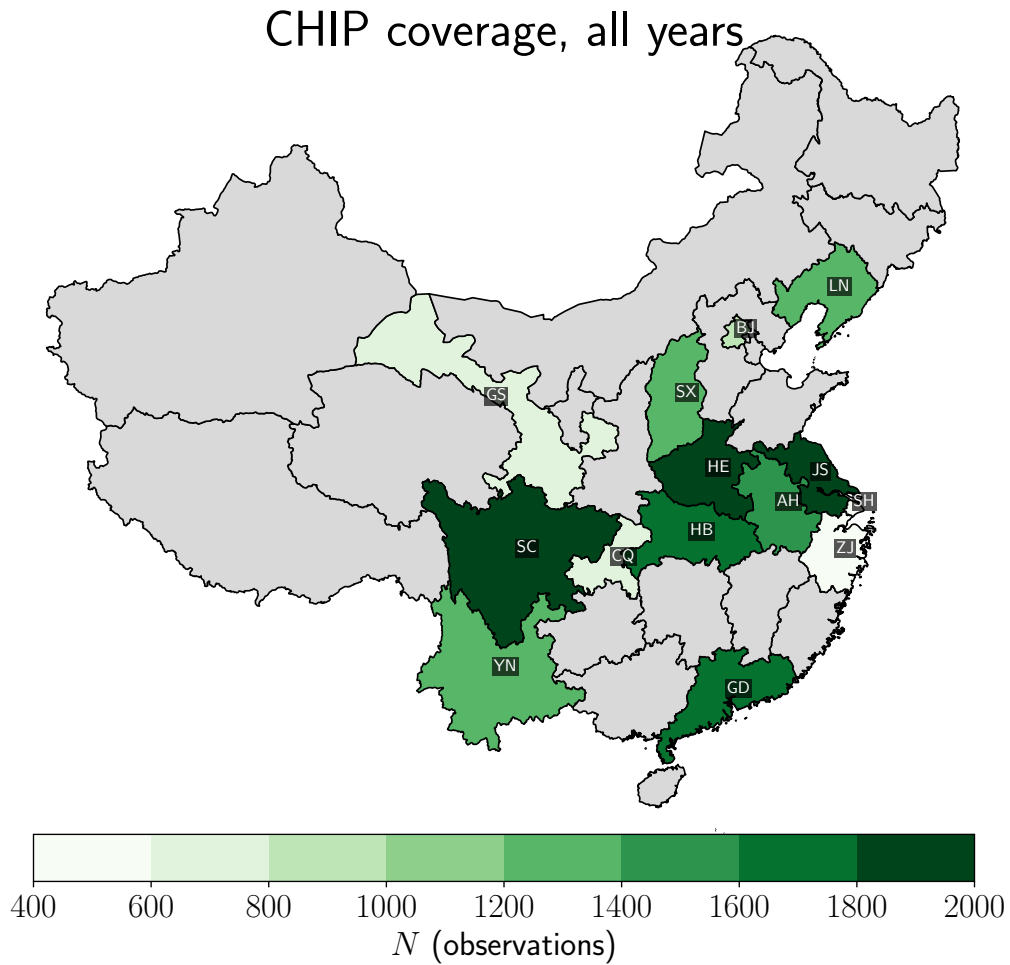 CHIP coverage, all years
LN
BJ
GS
SX
HE
JS
AH
SH
HB
SC
CQ
ZJ
YN
GD
400 600 800 1000 1200 1400 1600 1800 2000
N (observations)